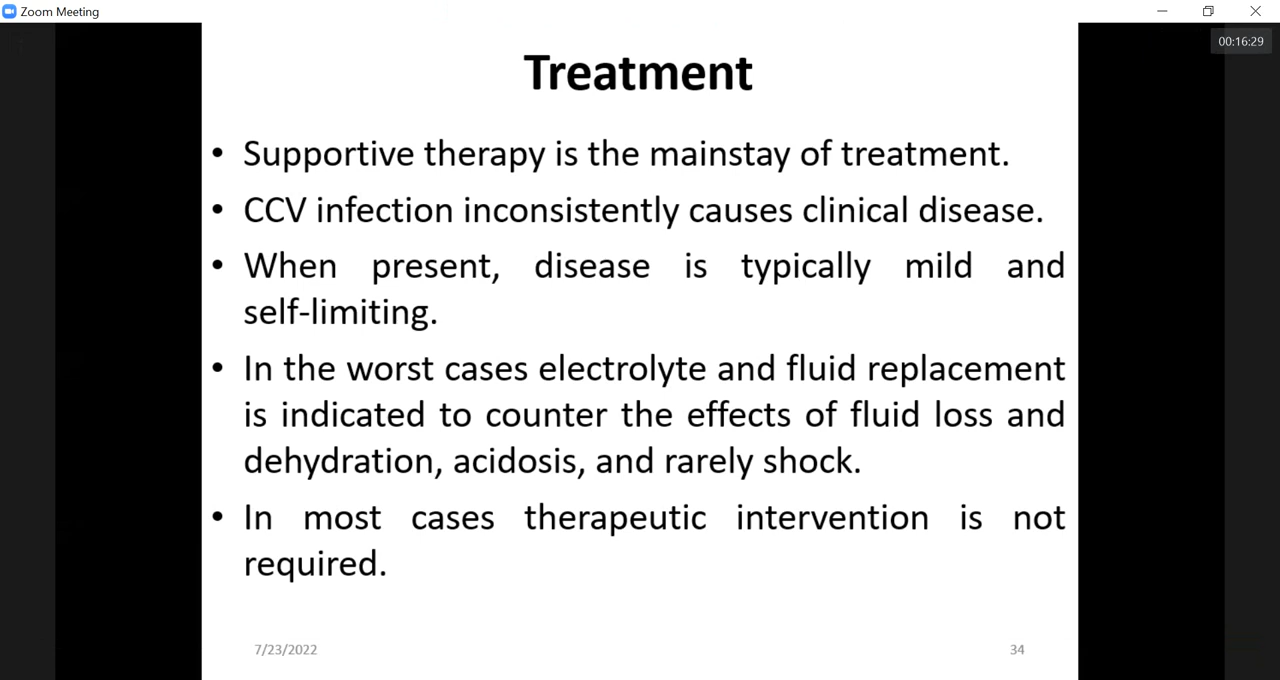 Zoom Meeting
00:16:29
Treatment
• Supportive therapy is the mainstay of treatment.
• CCV infection inconsistently causes clinical disease.
• When present, disease is typically mild and
self-limiting.
• In the worst cases electrolyte and fluid replacement
is indicated to counter the effects of fluid loss and
dehydration, acidosis, and rarely shock.
• In most cases therapeutic intervention is not
required.
7/23/2022
34